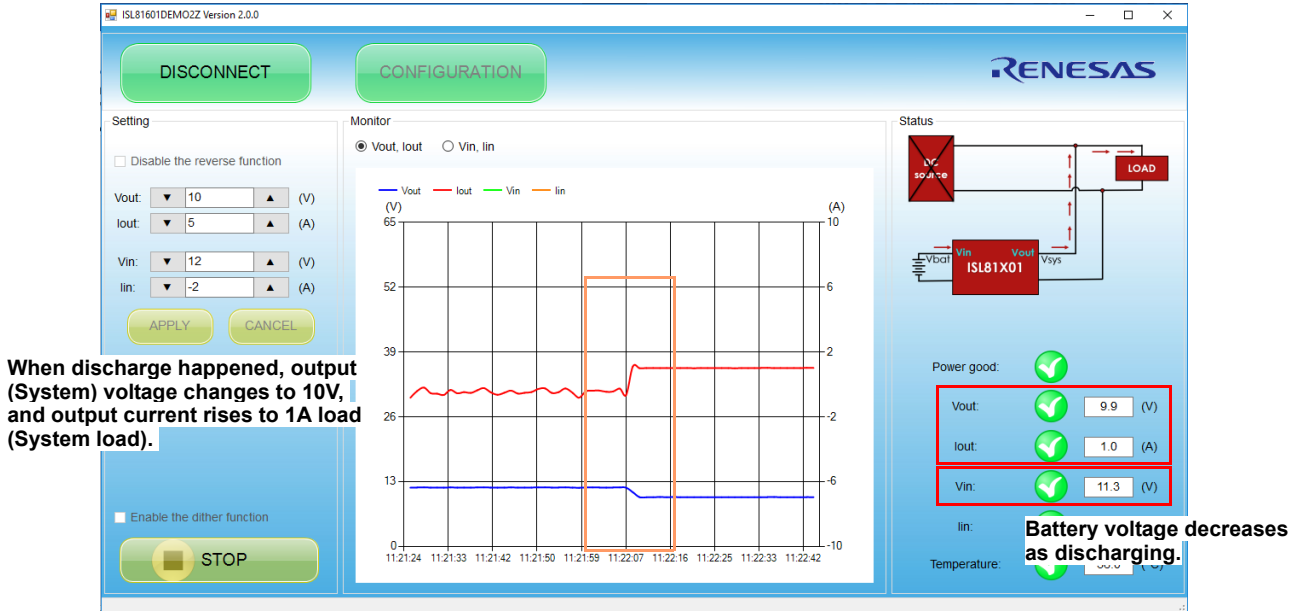 ISL81601DEMO2Z Version 2.0.0
DISCONNECT
CONFIGURATION
RENESAS
Setting
Disable the reverse function
Vout: 10 (V)
Iout: 5 (A)
Vin: 12 (V)
Iin: -2 (A)
APPLY
CANCEL
When discharge happened, output
(System) voltage changes to 10V,
and output current rises to 1A load
(System load).
Enable the dither function
STOP
Monitor
Vout, Iout
Vin, Iin
Vout Iout Vin Iin
(V)
(A)
65
52
39
26
13
0
10
6
2
-2
-6
-10
11:21:24 11:21:33 11:21:42 11:21:50 11:21:59 11:22:07 11:22:16 11:22:25 11:22:33 11:22:42
Status
DC
source
LOAD
Vbat
Vin
Vout
Vsys
ISL81X01
Power good:
Vout: 9.9 (V)
Iout: 1.0 (A)
Vin: 11.3 (V)
Iin:
Battery voltage decreases
as discharging.
Temperature: